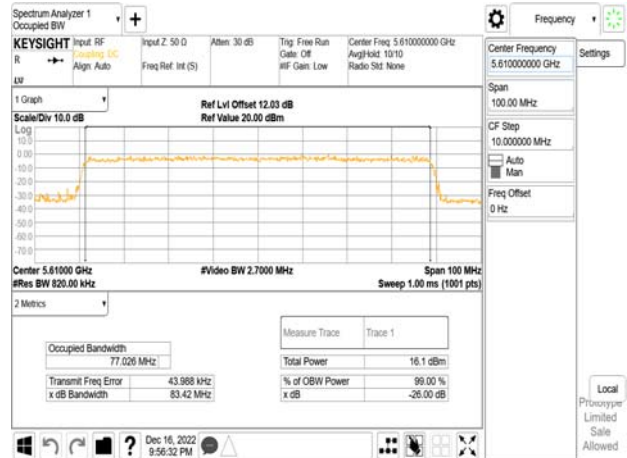 Spectrum Analyzer 1
Occupied BW
Frequency
KEYSIGHT
R
LXI
Input: RF
Coupling: DC
Align: Auto
Input Z: 50 Ω
Freq Ref: Int (S)
Atten: 30 dB
Trig: Free Run
Gate: Off
#IF Gain: Low
Center Freq: 5.610000000 GHz
Avg|Hold: 10/10
Radio Std: None
Center Frequency
5.610000000 GHz
Settings
Span
100.00 MHz
CF Step
10.000000 MHz
Auto
Man
Freq Offset
0 Hz
1 Graph
Scale/Div 10.0 dB
Ref Lvl Offset 12.03 dB
Ref Value 20.00 dBm
Log
10.0
0.00
-10.0
-20.0
-30.0
-40.0
-50.0
-60.0
-70.0
Center 5.61000 GHz
#Video BW 2.7000 MHz
Span 100 MHz
#Res BW 820.00 kHz
Sweep 1.00 ms (1001 pts)
2 Metrics
Measure Trace
Trace 1
Occupied Bandwidth
77.026 MHz
Total Power
16.1 dBm
Transmit Freq Error
43.988 kHz
% of OBW Power
99.00 %
x dB Bandwidth
83.42 MHz
x dB
-26.00 dB
Local
Prototype
Limited
Sale
Allowed
?
Dec 16, 2022
9:56:32 PM